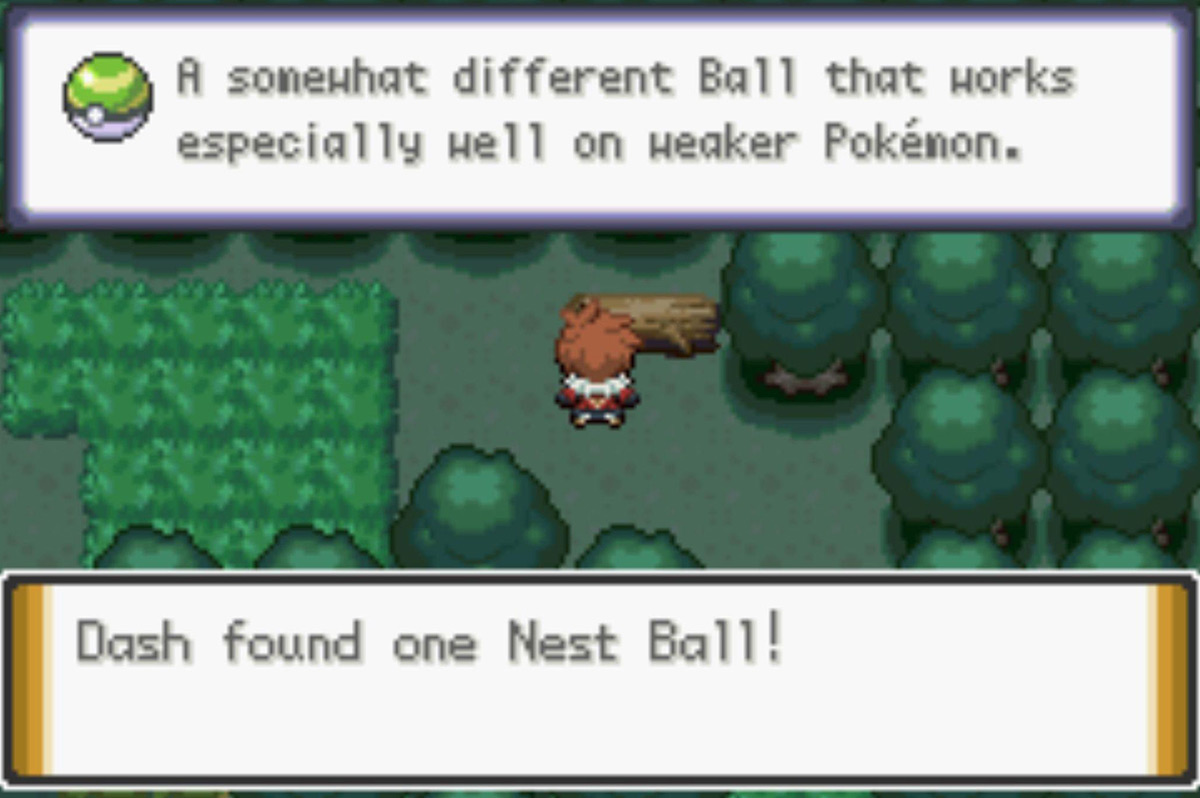 A somewhat different Ball that works
especially well on weaker Pokémon.
Dash found one Nest Ball!